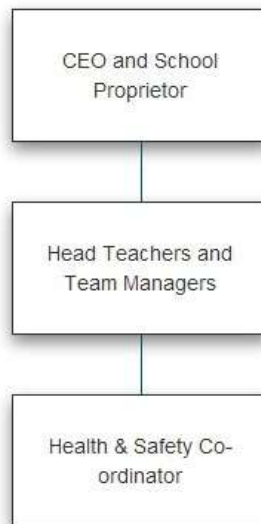 CEO and School
Proprietor
Head Teachers and
Team Managers
Health & Safety Co-
ordinator